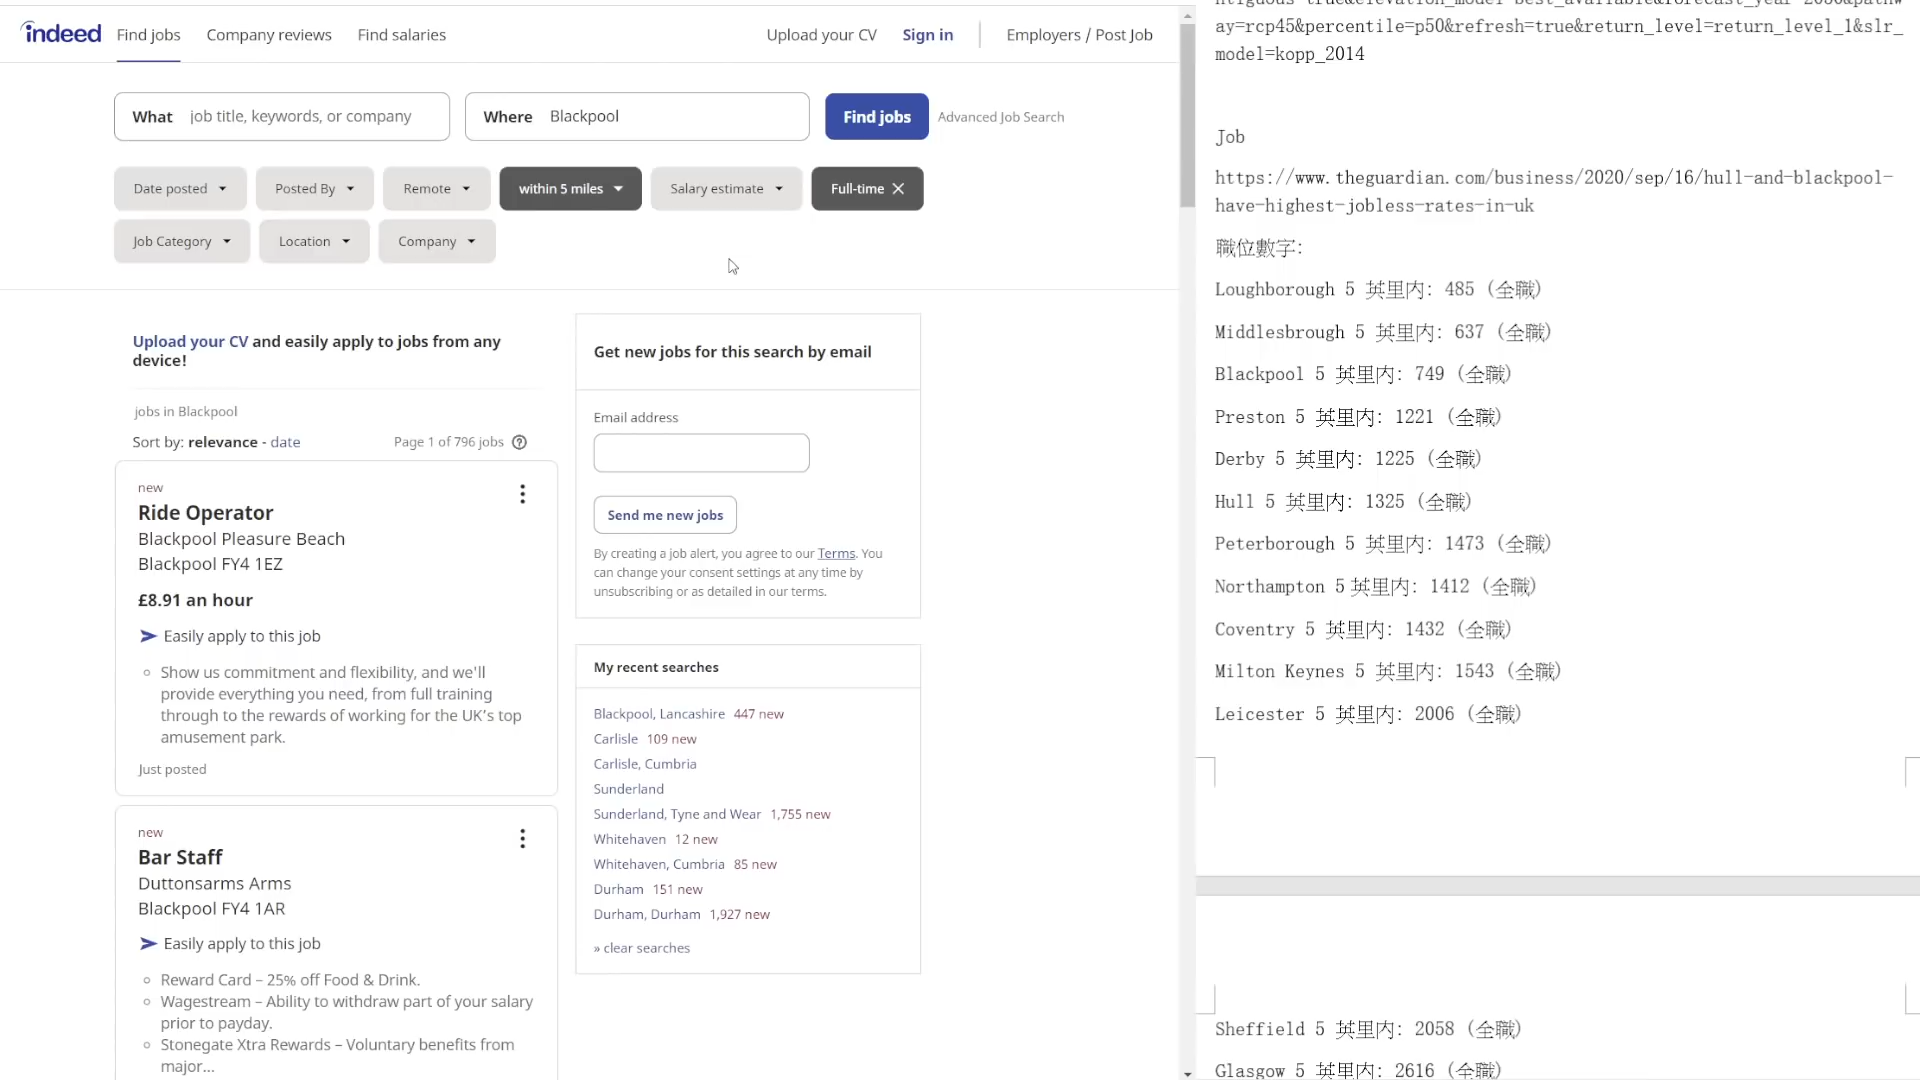 indeed
Find jobs
Company reviews
Find salaries
Upload your CV
Sign in
Employers / Post Job
What job title, keywords, or company
Where Blackpool
Find jobs
Advanced Job Search
Date posted
Posted By
Remote
within 5 miles
Salary estimate
Full-time
Job Category
Location
Company
Upload your CV and easily apply to jobs from any
device!
jobs in Blackpool
Sort by: relevance - date
Page 1 of 796 jobs
new
Ride Operator
Blackpool Pleasure Beach
Blackpool FY4 1EZ
£8.91 an hour
Easily apply to this job
Show us commitment and flexibility, and we'll
provide everything you need, from full training
through to the rewards of working for the UK's top
amusement park.
Just posted
new
Bar Staff
Duttonsarms Arms
Blackpool FY4 1AR
Easily apply to this job
Reward Card – 25% off Food & Drink.
Wagestream – Ability to withdraw part of your salary
prior to payday.
Stonegate Xtra Rewards – Voluntary benefits from
major...
Get new jobs for this search by email
Email address
Send me new jobs
By creating a job alert, you agree to our Terms. You
can change your consent settings at any time by
unsubscribing or as detailed in our terms.
My recent searches
Blackpool, Lancashire 447 new
Carlisle 109 new
Carlisle, Cumbria
Sunderland
Sunderland, Tyne and Wear 1,755 new
Whitehaven 12 new
Whitehaven, Cumbria 85 new
Durham 151 new
Durham, Durham 1,927 new
» clear searches
ay=rcp45&percentile=p50&refresh=true&return_level=return_level_1&slr_
model=kopp_2014
Job
https://www.theguardian.com/business/2020/sep/16/hull-and-blackpool-
have-highest-jobless-rates-in-uk
職位數字:
Loughborough 5 英里内: 485 (全職)
Middlesbrough 5 英里内: 637 (全職)
Blackpool 5 英里内: 749 (全職)
Preston 5 英里内: 1221 (全職)
Derby 5 英里内: 1225 (全職)
Hull 5 英里内: 1325 (全職)
Peterborough 5 英里内: 1473 (全職)
Northampton 5 英里内: 1412 (全職)
Coventry 5 英里内: 1432 (全職)
Milton Keynes 5 英里内: 1543 (全職)
Leicester 5 英里内: 2006 (全職)
Sheffield 5 英里内: 2058 (全職)
Glasgow 5 英里内: 2616 (全職)